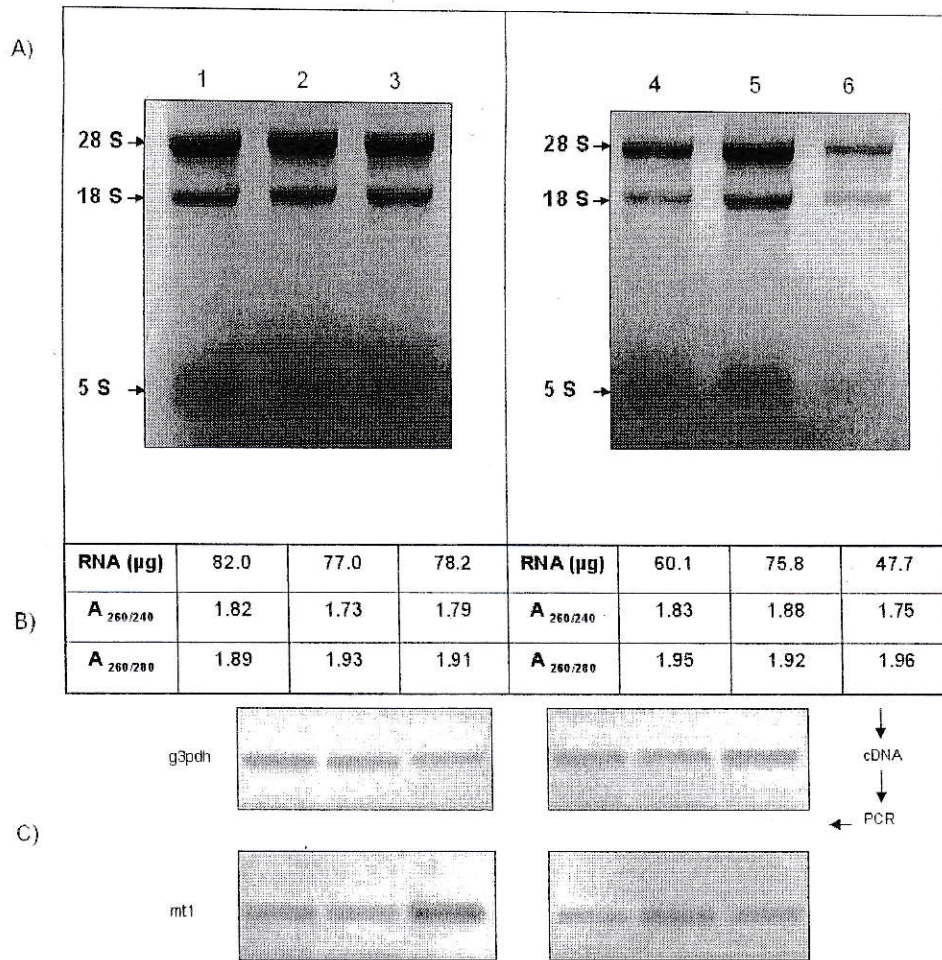 A)
1 2 3
28 S
18 S
5 S
4 5 6
28 S
18 S
5 S
B)
RNA (µg) 82.0 77.0 78.2 RNA (µg) 60.1 75.8 47.7
A 260/240 1.82 1.73 1.79 A 260/240 1.83 1.88 1.75
A 260/280 1.89 1.93 1.91 A 260/280 1.95 1.92 1.96
C)
g3pdh
cDNA
PCR
mt1